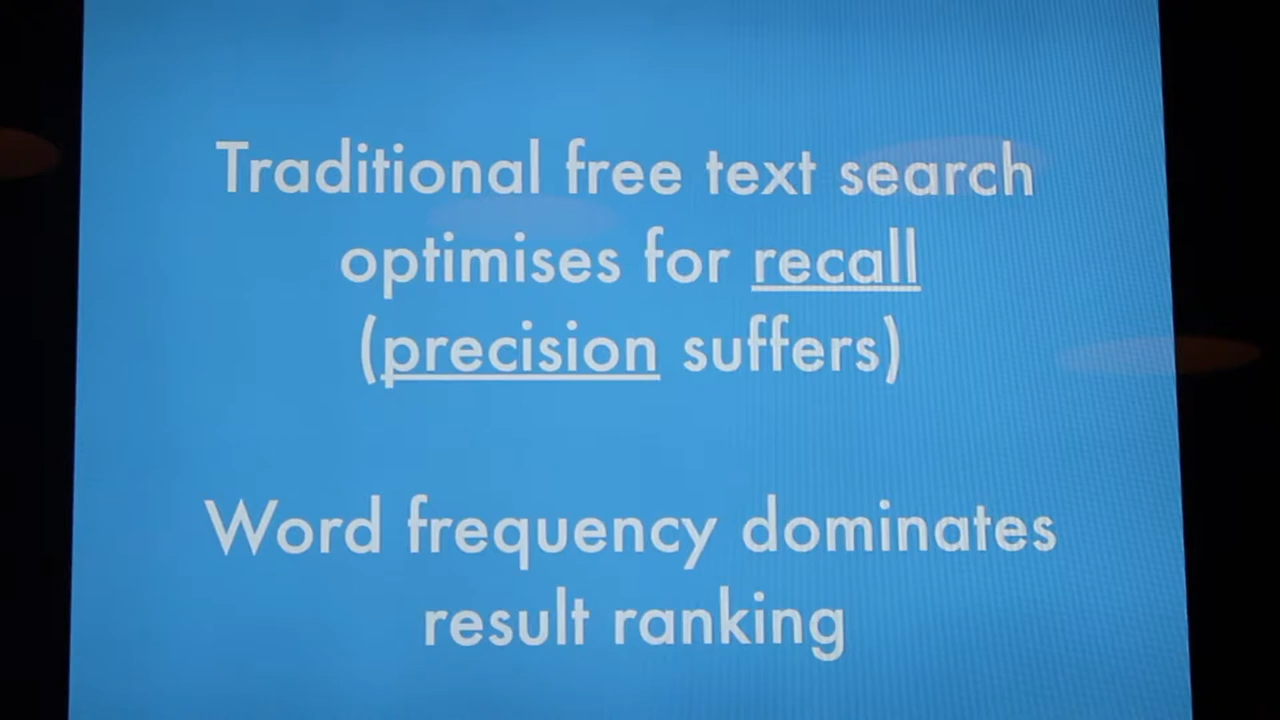 Traditional free text search
optimises for recall
(precision suffers)
Word frequency dominates
result ranking